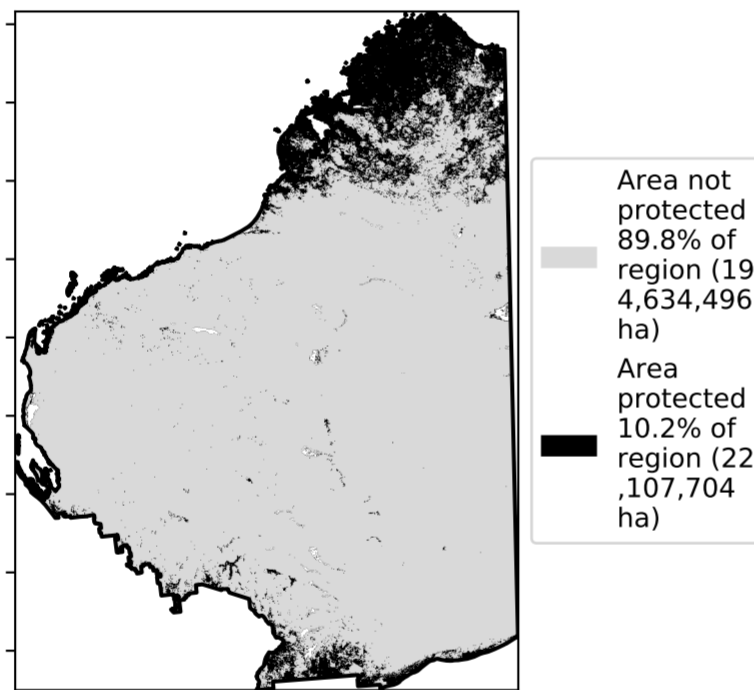 Area not
protected
89.8% of
region (19
4,634,496
ha)
Area
protected
10.2% of
region (22
,107,704
ha)